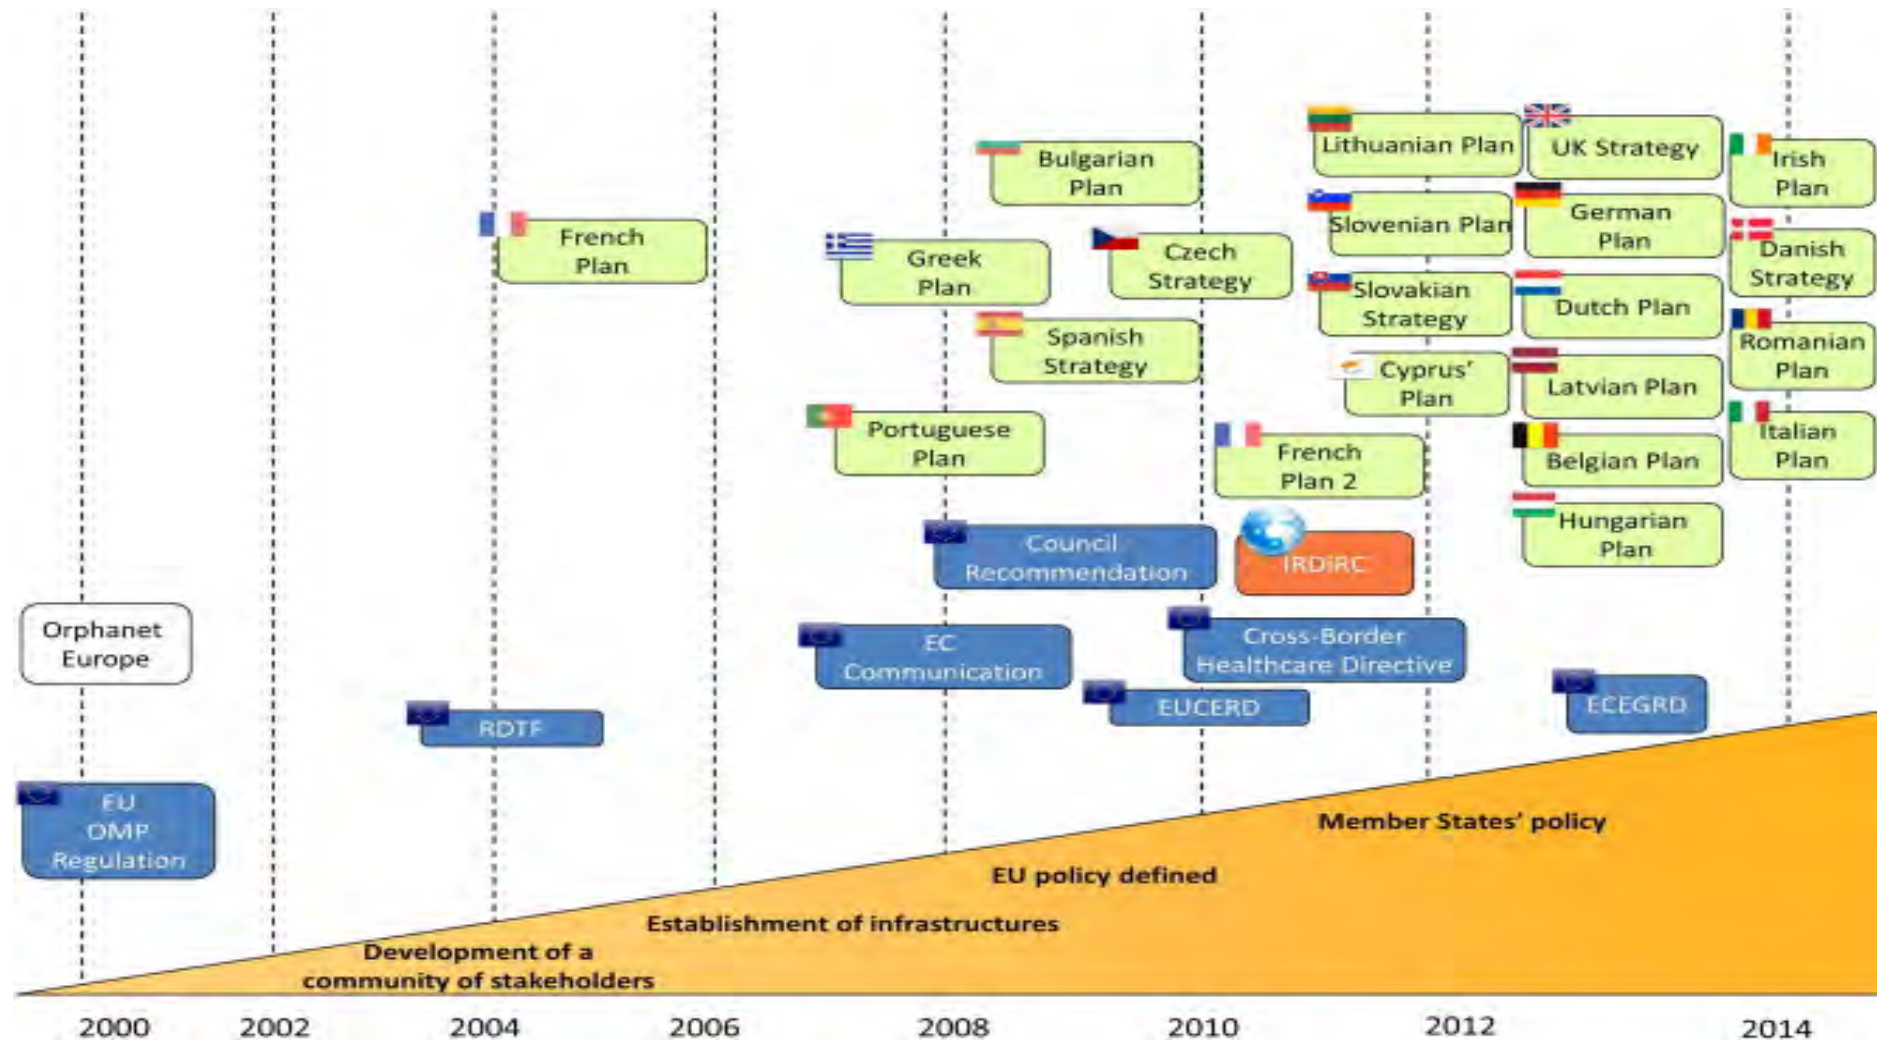 Lithuanian Plan
UK Strategy
Irish
Plan
Bulgarian
Plan
Slovenian Plan
German
Plan
Danish
Strategy
French
Plan
Greek
Plan
Czech
Strategy
Slovakian
Strategy
Dutch Plan
Romanian
Plan
Spanish
Strategy
Cyprus'
Plan
Latvian Plan
Italian
Plan
Portuguese
Plan
French
Plan 2
Belgian Plan
Hungarian
Plan
Council
Recommendation
IRDiRC
Orphanet
Europe
EC
Communication
Cross-Border
Healthcare Directive
RDTF
EUCERD
ECEGRD
EU
OMP
Regulation
Member States' policy
EU policy defined
Establishment of infrastructures
Development of a
community of stakeholders
2000
2002
2004
2006
2008
2010
2012
2014